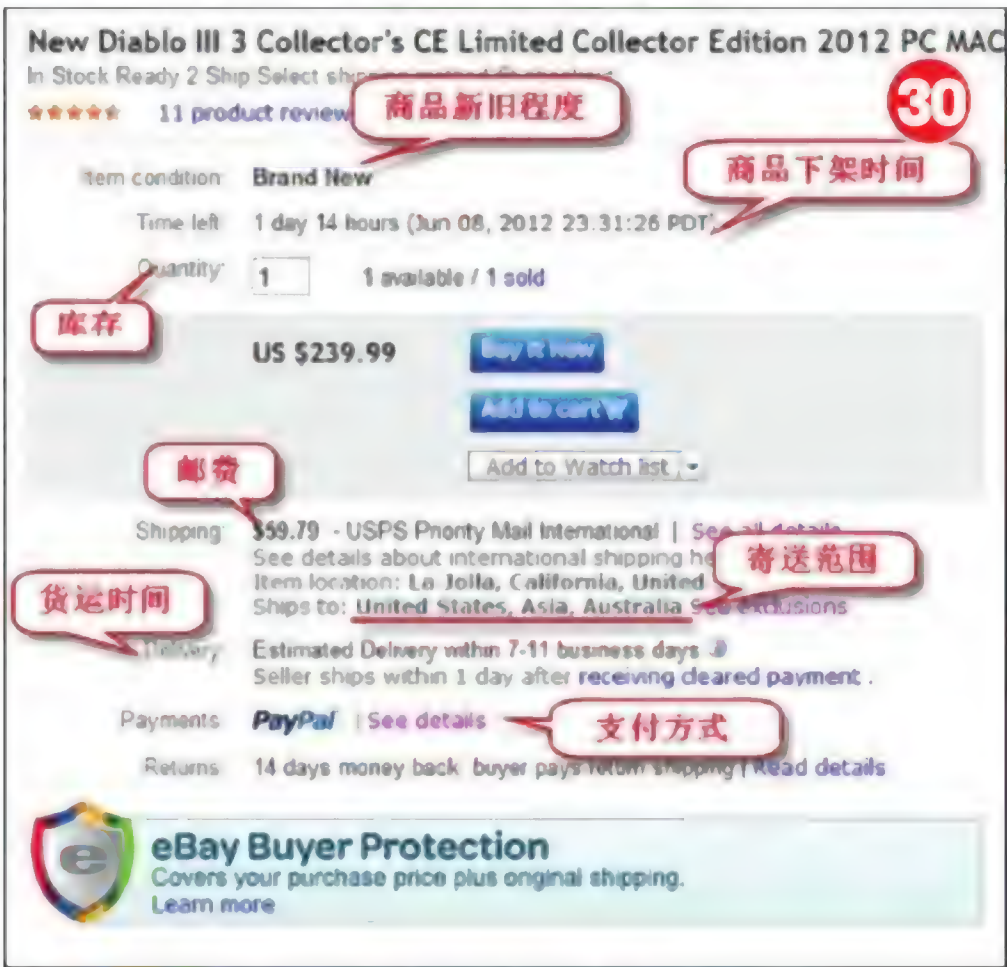 New Diablo III 3 Collector's CE Limited Collector Edition 2012 PC MAC
In Stock Ready 2 Ship Select
30
11 product review
商品新旧程度
商品下架时间
Item condition: Brand New
Time left: 1 day 14 hours (Jun 08, 2012 23:31:26 PDT)
Quantity: 1 1 available / 1 sold
库存
US $239.99 Buy It Now
Add to cart
Add to Watch list
邮费
Shipping: $59.79 - USPS Priority Mail International | See all details
See details about international shipping he
寄送范围
Item location: La Jolla, California, United
货运时间
Ships to: United States, Asia, Australia See exclusions
Delivery: Estimated Delivery within 7-11 business days
Seller ships within 1 day after receiving cleared payment .
Payments: PayPal | See details
支付方式
Returns: 14 days money back buyer pays return shipping | Read details
e
eBay Buyer Protection
Covers your purchase price plus original shipping.
Learn more